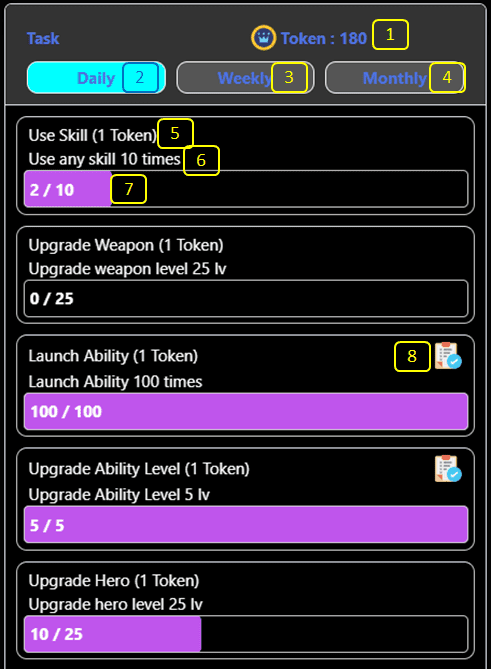 Task
Token : 180 1
Daily 2 Weekly 3 Monthly 4
Use Skill (1 Token) 5
Use any skill 10 times 6
2 / 10 7
Upgrade Weapon (1 Token)
Upgrade weapon level 25 lv
0 / 25
Launch Ability (1 Token) 8
Launch Ability 100 times
100 / 100
Upgrade Ability Level (1 Token)
Upgrade Ability Level 5 lv
5 / 5
Upgrade Hero (1 Token)
Upgrade hero level 25 lv
10 / 25